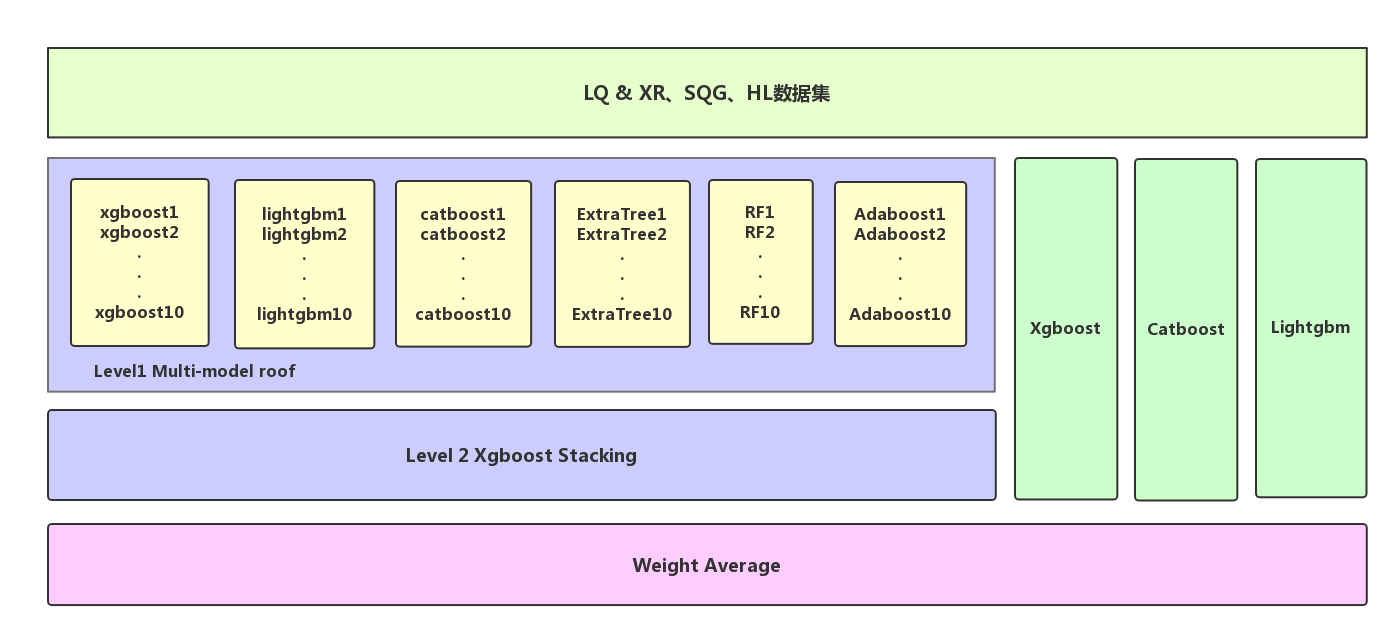 LQ & XR、SQG、HL数据集
xgboost1
xgboost2
.
.
.
xgboost10
lightgbm1
lightgbm2
.
.
.
lightgbm10
catboost1
catboost2
.
.
.
catboost10
ExtraTree1
ExtraTree2
.
.
.
ExtraTree10
RF1
RF2
.
.
.
RF10
Adaboost1
Adaboost2
.
.
.
Adaboost10
Level1 Multi-model roof
Xgboost
Catboost
Lightgbm
Level 2 Xgboost Stacking
Weight Average